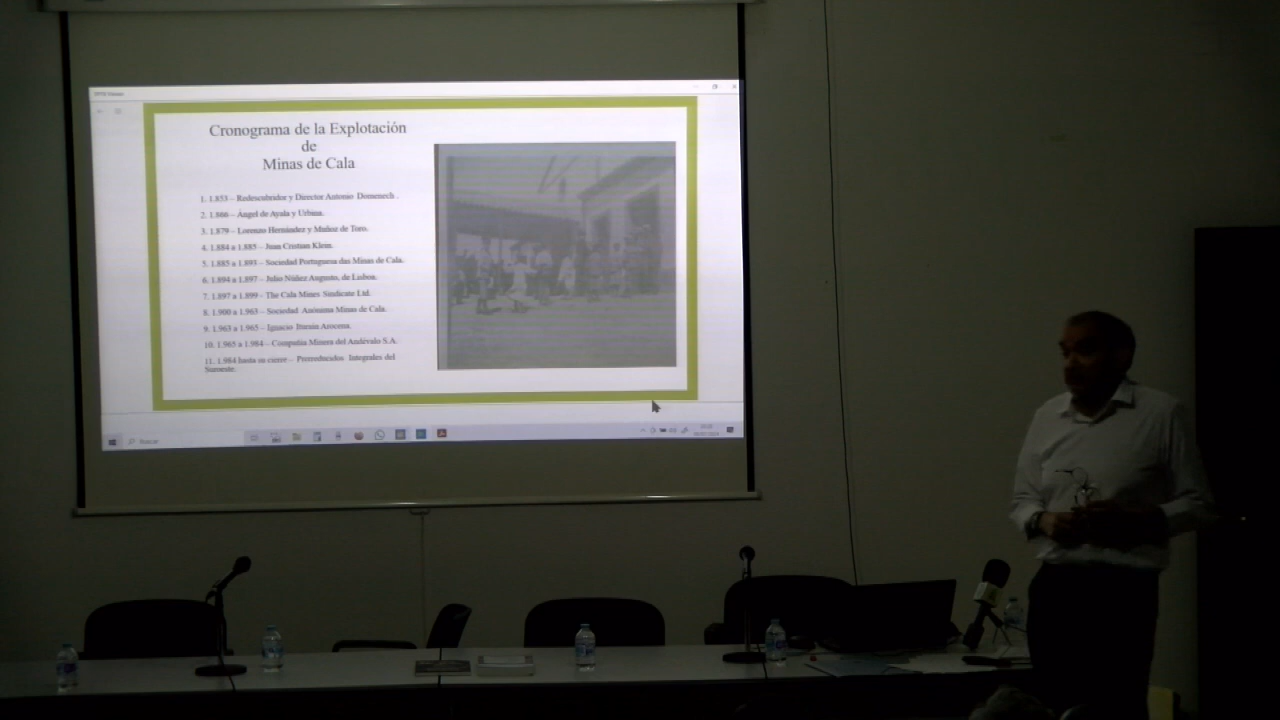 Cronograma de la Explotación
de
Minas de Cala
1. 1.853 – Redescubridor y Director Antonio Domenech .
2. 1.866 – Ángel de Ayala y Urbina.
3. 1.879 – Lorenzo Hernández y Muñoz de Toro.
4. 1.884 a 1.885 – Juan Cristian Klein.
5. 1.885 a 1.893 – Sociedad Portuguesa das Minas de Cala.
6. 1.894 a 1.897 – Julio Núñez Augusto, de Lisboa.
7. 1.897 a 1.899 - The Cala Mines Sindicate Ltd.
8. 1.900 a 1.963 – Sociedad Anónima Minas de Cala.
9. 1.963 a 1.965 – Ignacio Iturain Arocena.
10. 1.965 a 1.984 – Compañía Minera del Andévalo S.A.
11. 1.984 hasta su cierre – Prerreducidos Integrales del
Suroeste.
Buscar